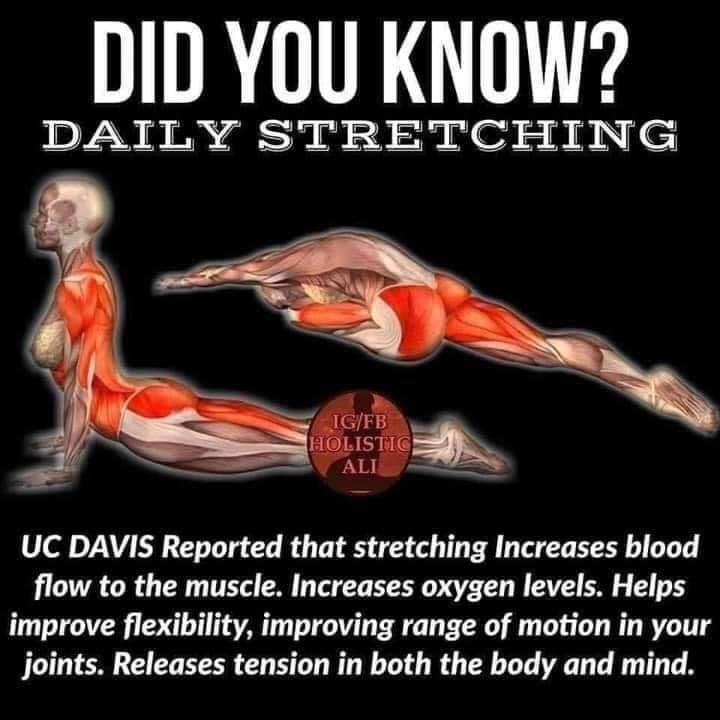 DID YOU KNOW?
DAILY STRETCHING
IG/FB
HOLISTIC
ALI
UC DAVIS Reported that stretching Increases blood
flow to the muscle. Increases oxygen levels. Helps
improve flexibility, improving range of motion in your
joints. Releases tension in both the body and mind.